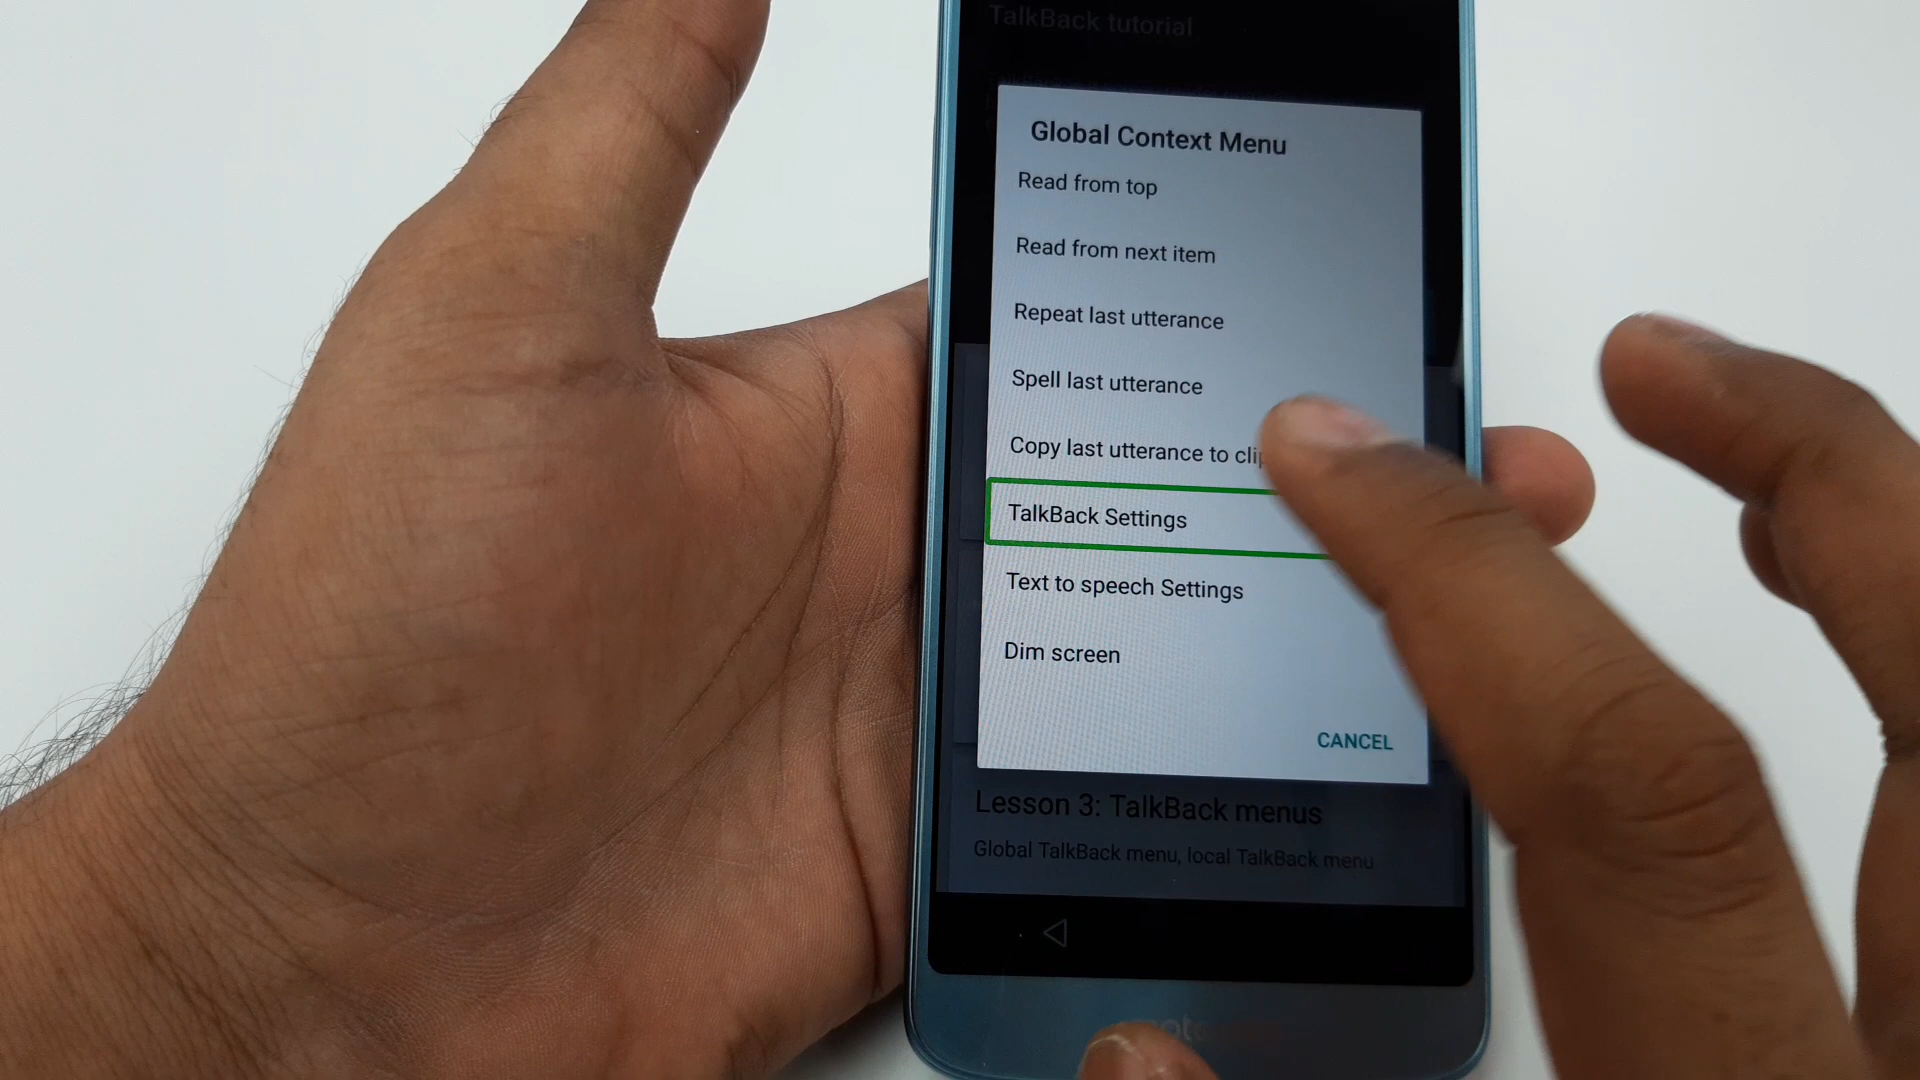 TalkBack tutorial
Global Context Menu
Read from top
Read from next item
Repeat last utterance
Spell last utterance
Copy last utterance to
TalkBack Settings
Text to speech Settings
Dim screen
CANCEL
Lesson 3: TalkBack menus
Global TalkBack menu, local TalkBack menu